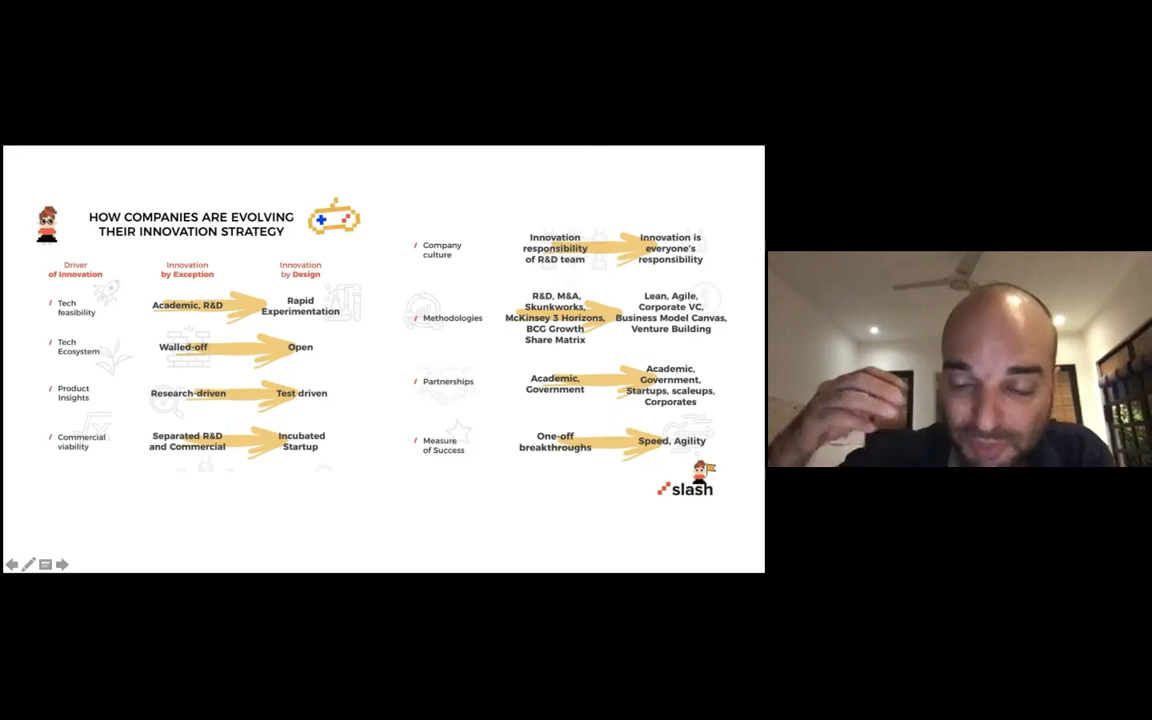 HOW COMPANIES ARE EVOLVING
THEIR INNOVATION STRATEGY
Driver
of Innovation
Innovation
by Exception
Innovation
by Design
Tech
feasibility
Academic, R&D
Rapid
Experimentation
Tech
Ecosystem
Walled-off
Open
Product
Insights
Research-driven
Test driven
Commercial
viability
Separated R&D
and Commercial
Incubated
Startup
Company
culture
Innovation
responsibility
of R&D team
Innovation is
everyone's
responsibility
Methodologies
R&D, M&A,
Skunkworks,
McKinsey 3 Horizons,
BCG Growth
Share Matrix
Lean, Agile,
Corporate VC,
Business Model Canvas,
Venture Building
Partnerships
Academic,
Government
Academic,
Government,
Startups, scaleups,
Corporates
Measure
of Success
One-off
breakthroughs
Speed, Agility
slash